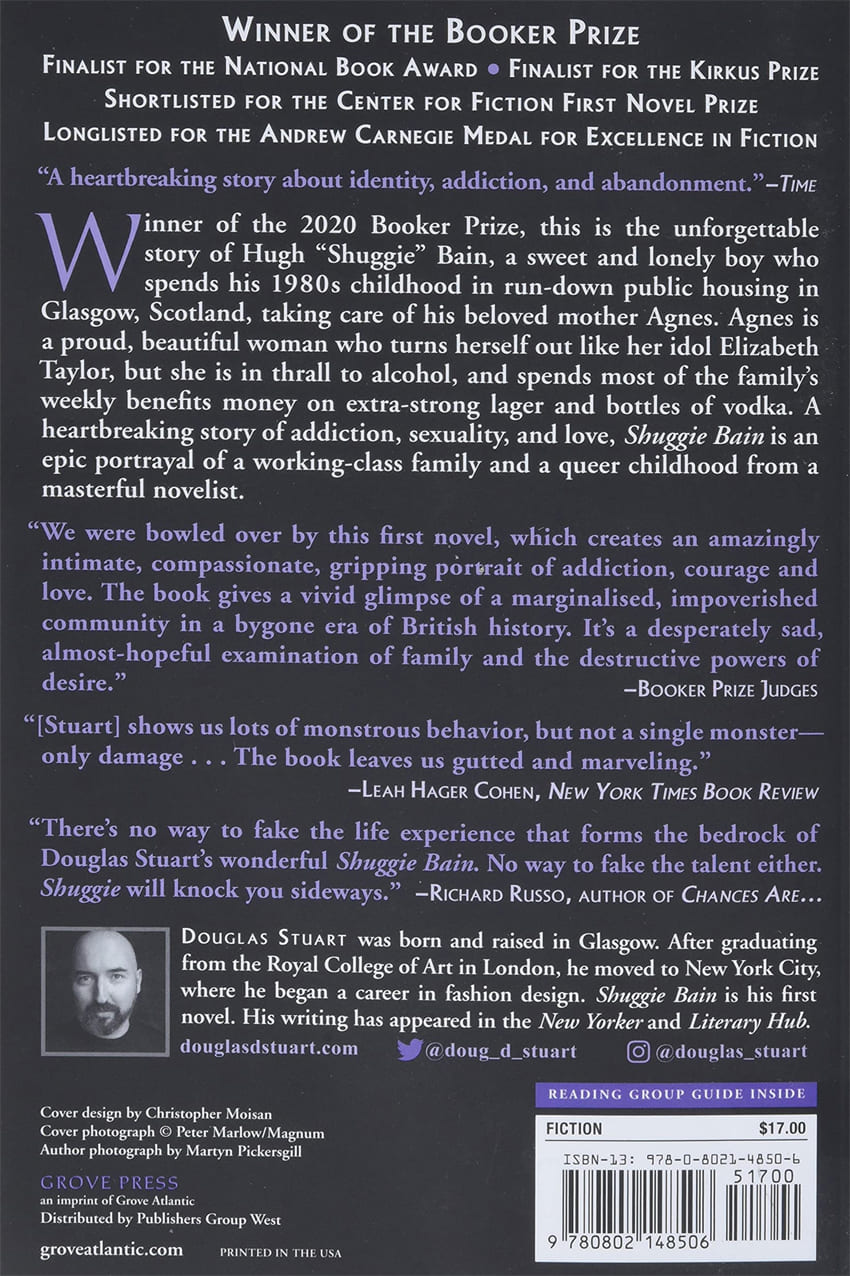 WINNER OF THE BOOKER PRIZE
FINALIST FOR THE NATIONAL BOOK AWARD • FINALIST FOR THE KIRKUS PRIZE
SHORTLISTED FOR THE CENTER FOR FICTION FIRST NOVEL PRIZE
LONGLISTED FOR THE ANDREW CARNEGIE MEDAL FOR EXCELLENCE IN FICTION
“A heartbreaking story about identity, addiction, and abandonment.” –TIME
Winner of the 2020 Booker Prize, this is the unforgettable
story of Hugh “Shuggie” Bain, a sweet and lonely boy who
spends his 1980s childhood in run-down public housing in
Glasgow, Scotland, taking care of his beloved mother Agnes. Agnes is
a proud, beautiful woman who turns herself out like her idol Elizabeth
Taylor, but she is in thrall to alcohol, and spends most of the family’s
weekly benefits money on extra-strong lager and bottles of vodka. A
heartbreaking story of addiction, sexuality, and love, Shuggie Bain is an
epic portrayal of a working-class family and a queer childhood from a
masterful novelist.
“We were bowled over by this first novel, which creates an amazingly
intimate, compassionate, gripping portrait of addiction, courage and
love. The book gives a vivid glimpse of a marginalised, impoverished
community in a bygone era of British history. It’s a desperately sad,
almost-hopeful examination of family and the destructive powers of
desire.” –BOOKER PRIZE JUDGES
“[Stuart] shows us lots of monstrous behavior, but not a single monster—
only damage . . . The book leaves us gutted and marveling.”
–LEAH HAGER COHEN, NEW YORK TIMES BOOK REVIEW
“There’s no way to fake the life experience that forms the bedrock of
Douglas Stuart’s wonderful Shuggie Bain. No way to fake the talent either.
Shuggie will knock you sideways.” –RICHARD RUSSO, AUTHOR OF CHANCES ARE…
DOUGLAS STUART was born and raised in Glasgow. After graduating
from the Royal College of Art in London, he moved to New York City,
where he began a career in fashion design. Shuggie Bain is his first
novel. His writing has appeared in the New Yorker and Literary Hub.
douglasdstuart.com @doug_d_stuart @douglas_stuart
Cover design by Christopher Moisan
Cover photograph © Peter Marlow/Magnum
Author photograph by Martyn Pickersgill
GROVE PRESS
an imprint of Grove Atlantic
Distributed by Publishers Group West
groveatlantic.com PRINTED IN THE USA
READING GROUP GUIDE INSIDE
FICTION $17.00
ISBN-13: 978-0-8021-4850-6
51700
9 780802 148506